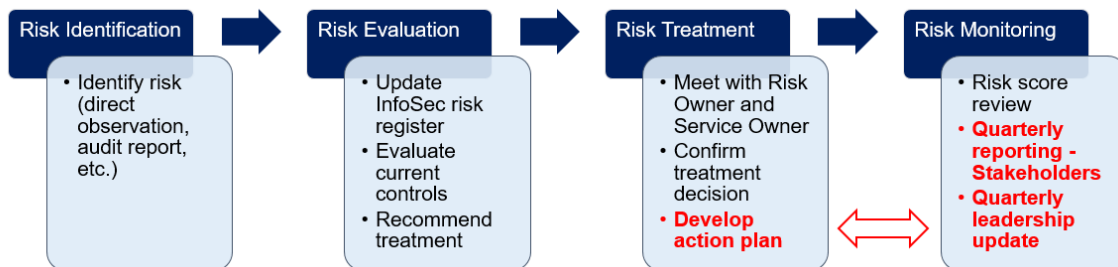 Risk Identification
• Identify risk
(direct
observation,
audit report,
etc.)
Risk Evaluation
• Update
InfoSec risk
register
• Evaluate
current
controls
• Recommend
treatment
Risk Treatment
• Meet with Risk
Owner and
Service Owner
• Confirm
treatment
decision
• Develop
action plan
Risk Monitoring
• Risk score
review
• Quarterly
reporting -
Stakeholders
• Quarterly
leadership
update